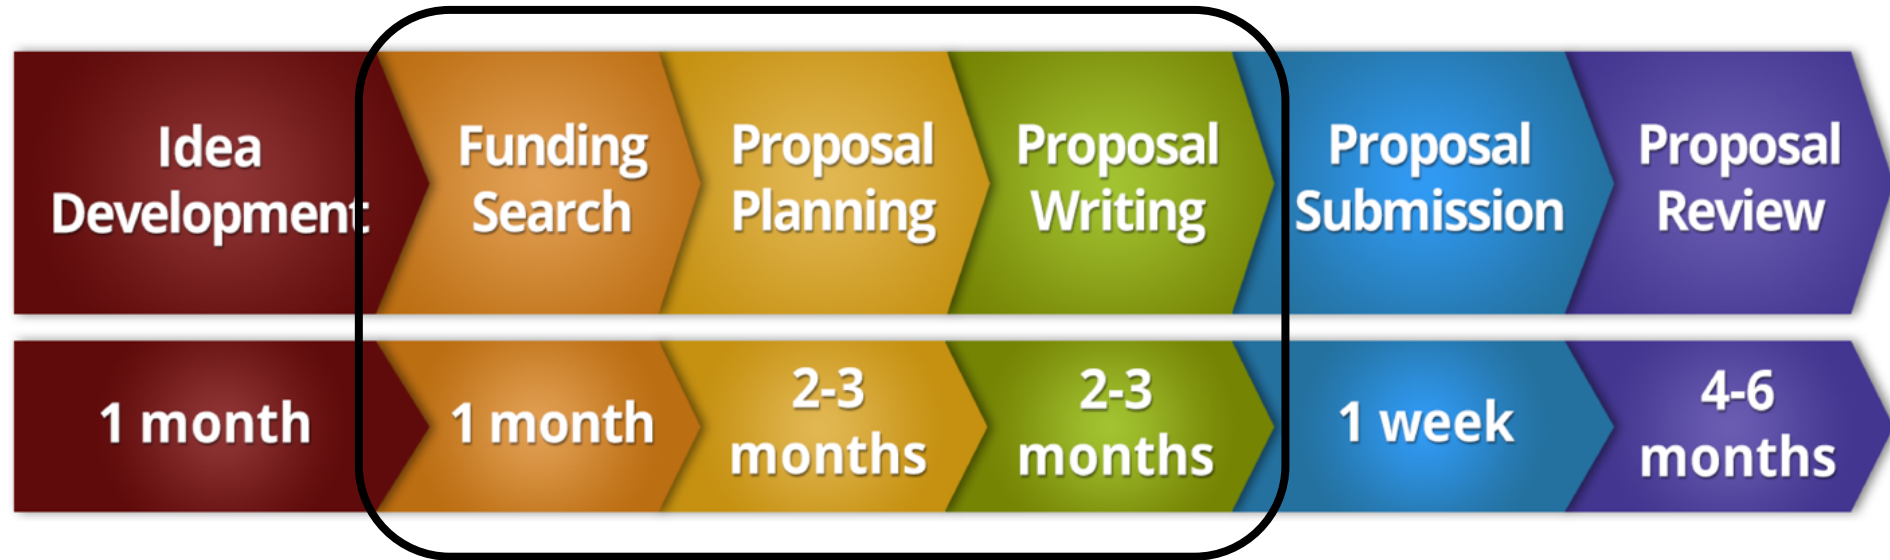 Idea
Development
Funding
Search
Proposal
Planning
Proposal
Writing
Proposal
Submission
Proposal
Review
1 month
1 month
2-3
months
2-3
months
1 week
4-6
months